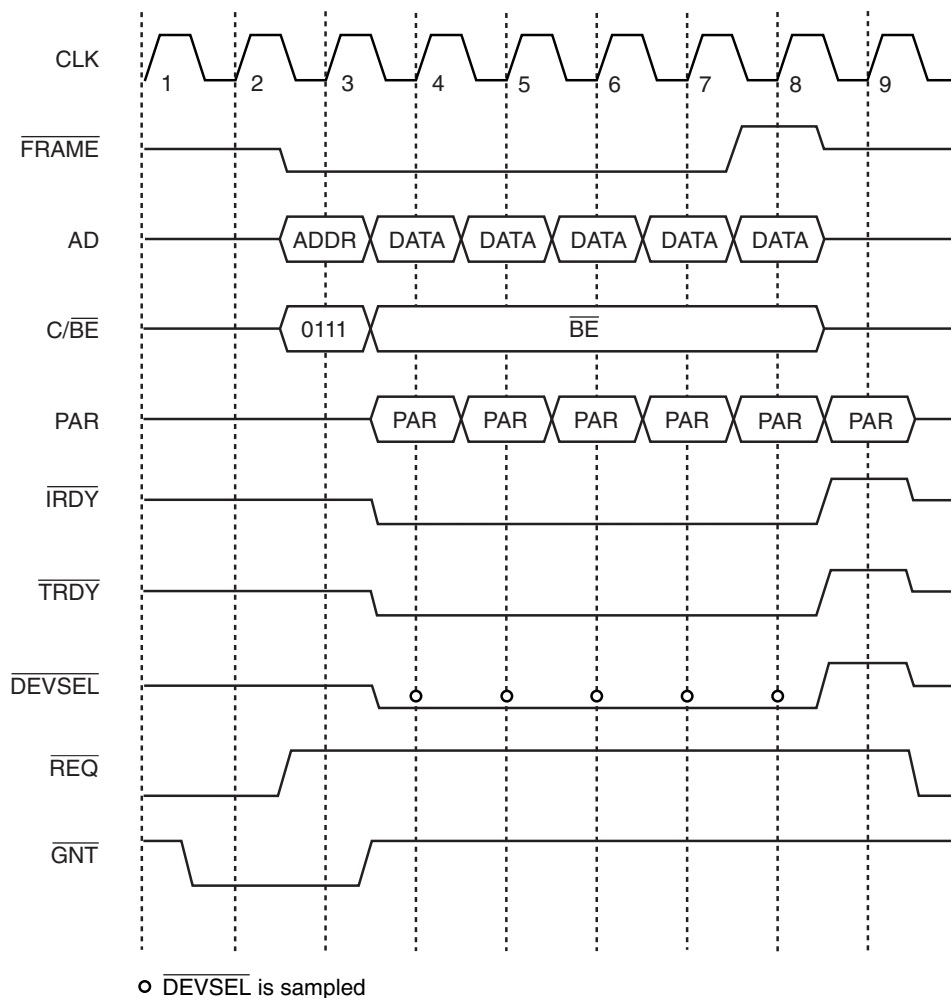 CLK
1 2 3 4 5 6 7 8 9
FRAME
AD
ADDR DATA DATA DATA DATA DATA
C/BE
0111 BE
PAR
PAR PAR PAR PAR PAR PAR
IRDY
TRDY
DEVSEL
REQ
GNT
DEVSEL is sampled